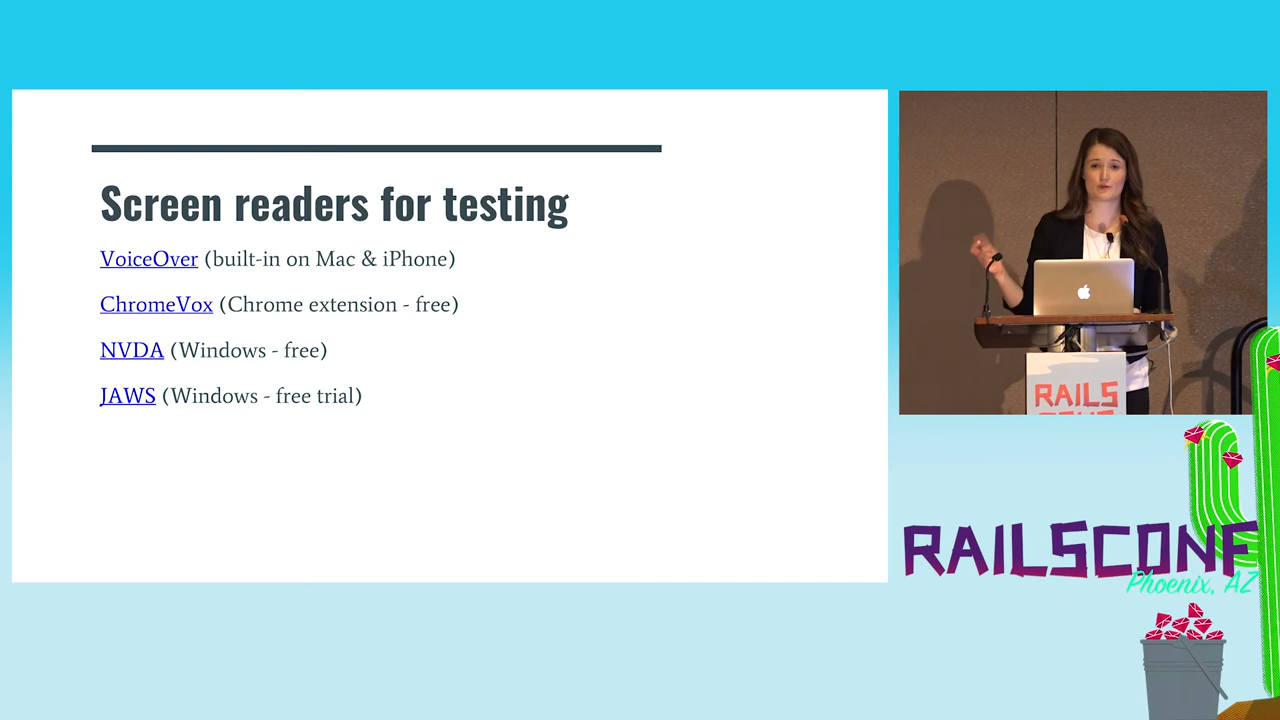 Screen readers for testing
VoiceOver (built-in on Mac & iPhone)
ChromeVox (Chrome extension - free)
NVDA (Windows - free)
JAWS (Windows - free trial)
RAILS
CONF
RAILSCONF
Phoenix, AZ